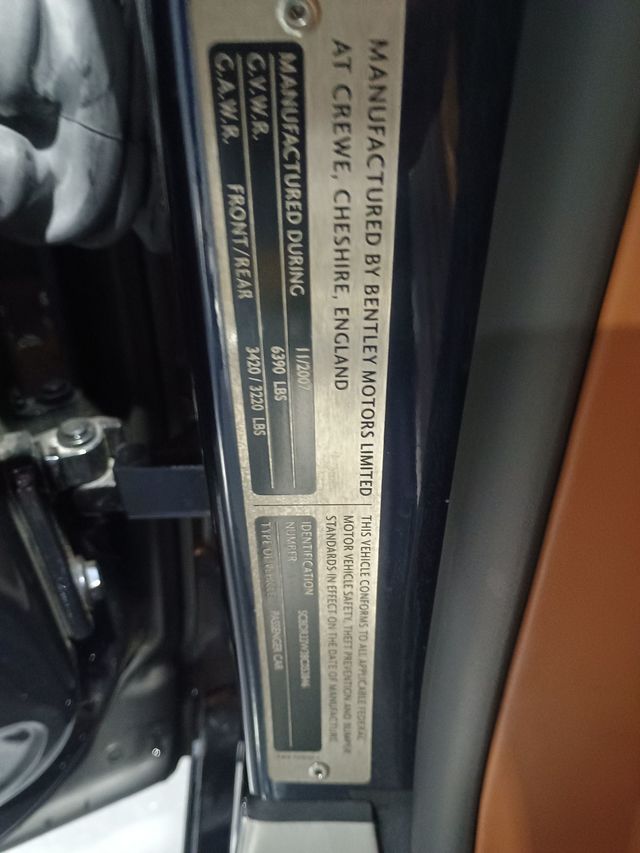 MANUFACTURED BY BENTLEY MOTORS LIMITED
AT CREWE, CHESHIRE, ENGLAND
MANUFACTURED DURING 11/2007
G.V.W.R. 6390 LBS
G.A.W.R. FRONT/REAR 3420 / 3220 LBS
THIS VEHICLE CONFORMS TO ALL APPLICABLE FEDERAL
MOTOR VEHICLE SAFETY, THEFT PREVENTION AND BUMPER
STANDARDS IN EFFECT ON THE DATE OF MANUFACTURE
IDENTIFICATION
NUMBER
TYPE OF VEHICLE PASSENGER CAR